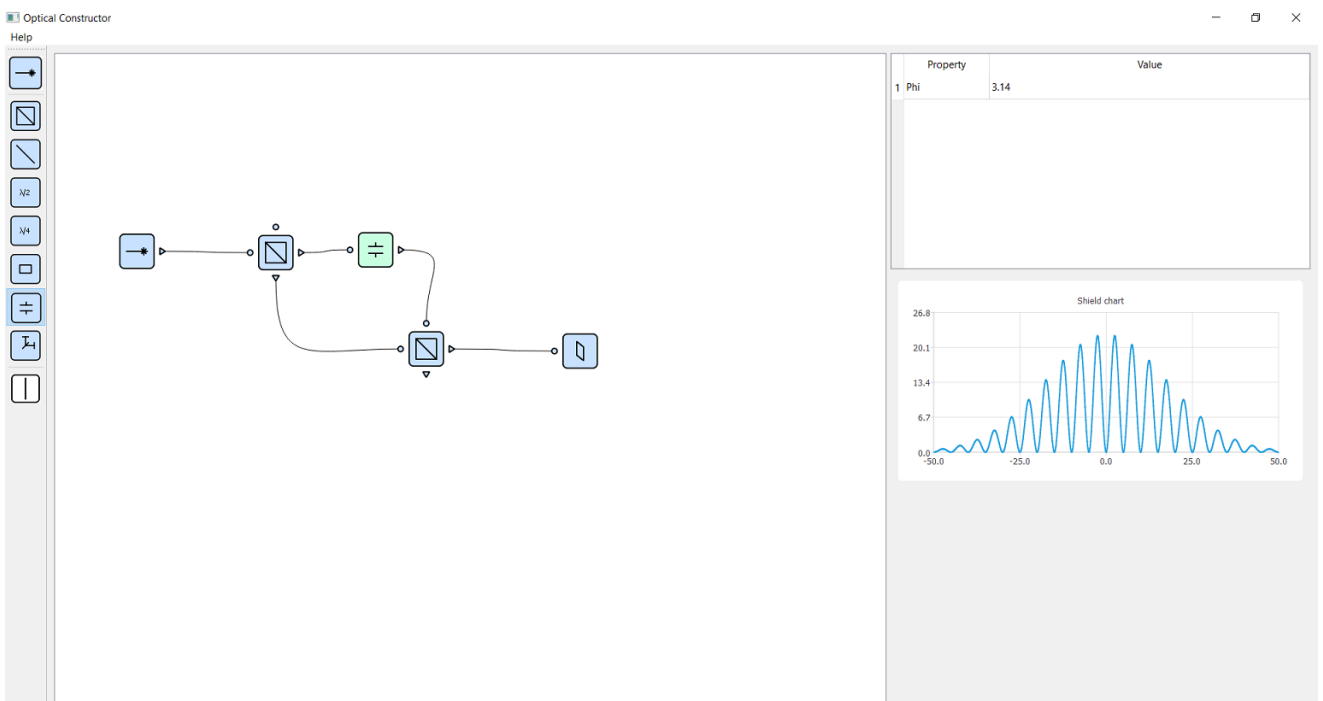 Optical Constructor
Help
Property Value
1 Phi 3.14
λ/2
λ/4
Shield chart
26.8
20.1
13.4
6.7
0.0
-50.0 -25.0 0.0 25.0 50.0